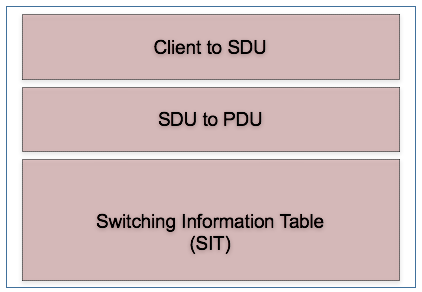 Client to SDU
SDU to PDU
Switching Information Table
(SIT)